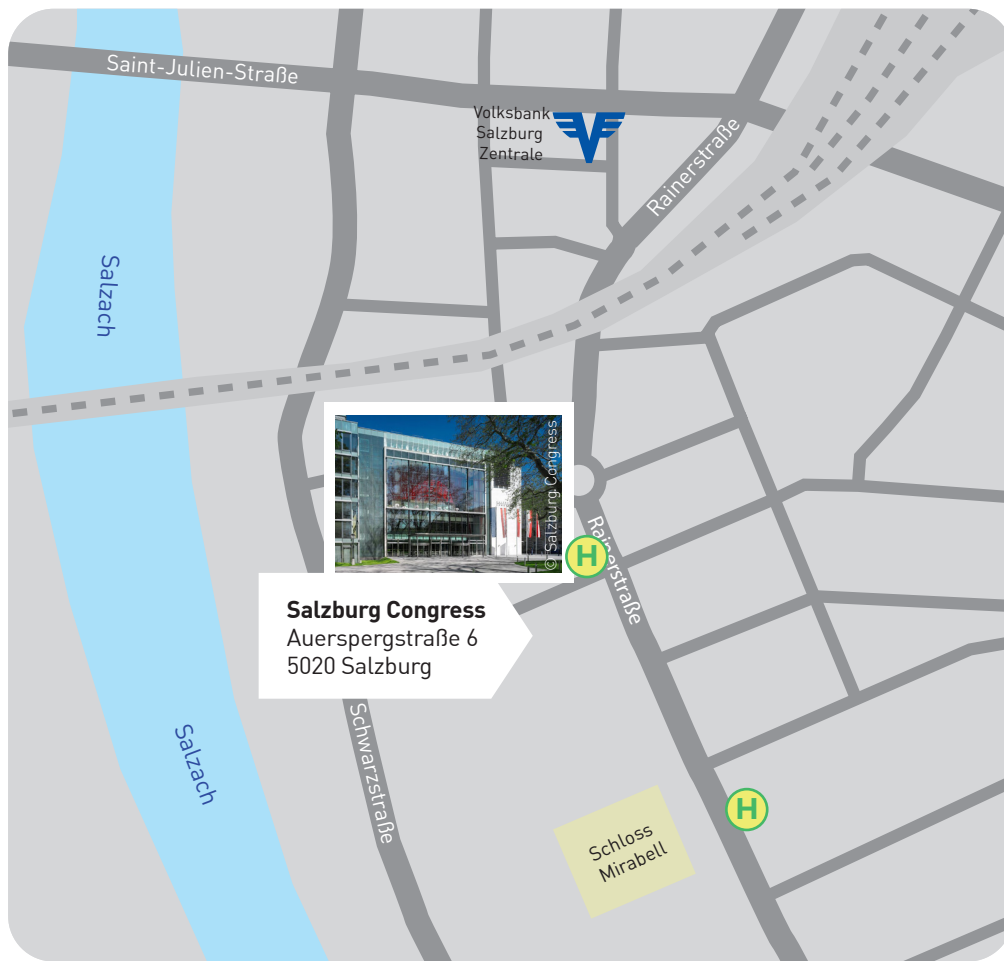 Saint-Julien-Straße
Volksbank
Salzburg
Zentrale
Rainerstraße
Salzach
© Salzburg Congress
H
Rainerstraße
Salzburg Congress
Auerspergstraße 6
5020 Salzburg
Schwarzstraße
Salzach
H
Schloss
Mirabell